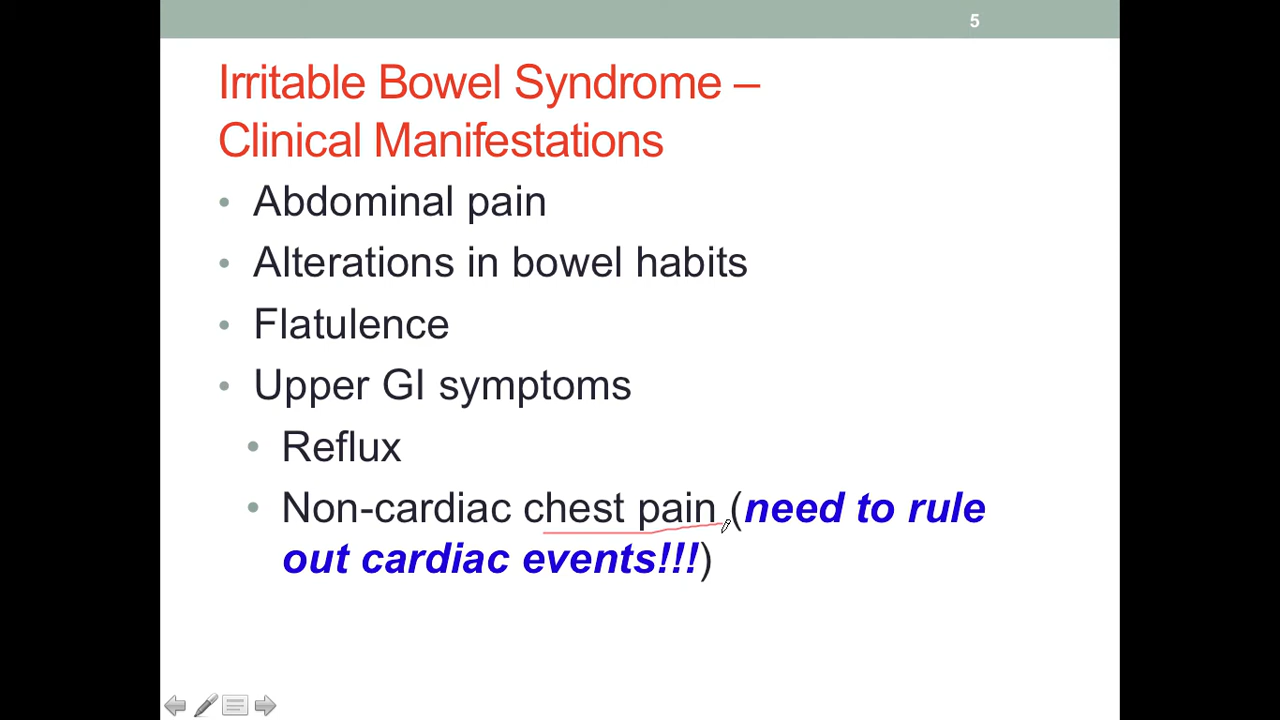 5
Irritable Bowel Syndrome –
Clinical Manifestations
• Abdominal pain
• Alterations in bowel habits
• Flatulence
• Upper GI symptoms
• Reflux
• Non-cardiac chest pain (need to rule
out cardiac events!!!)